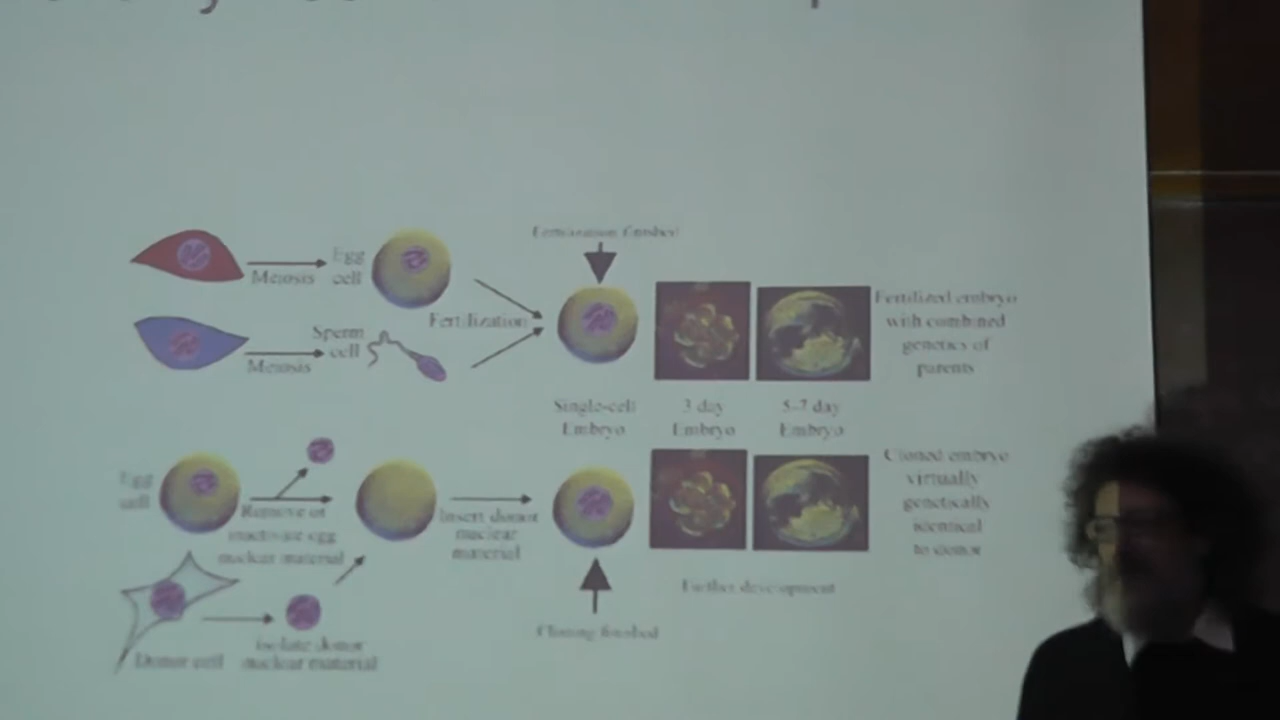 Fertilization finished
Egg
cell
Meiosis
Sperm
cell
Meiosis
Fertilization
Fertilized embryo
with combined
genetics of
parents
Single-cell
Embryo
3 day
Embryo
5-7 day
Embryo
Egg
cell
Remove or
inactivate egg
nuclear material
Insert donor
nuclear
material
Cloned embryo
virtually
genetically
identical
to donor
Further development
Cloning finished
Donor cell
isolate donor
nuclear material